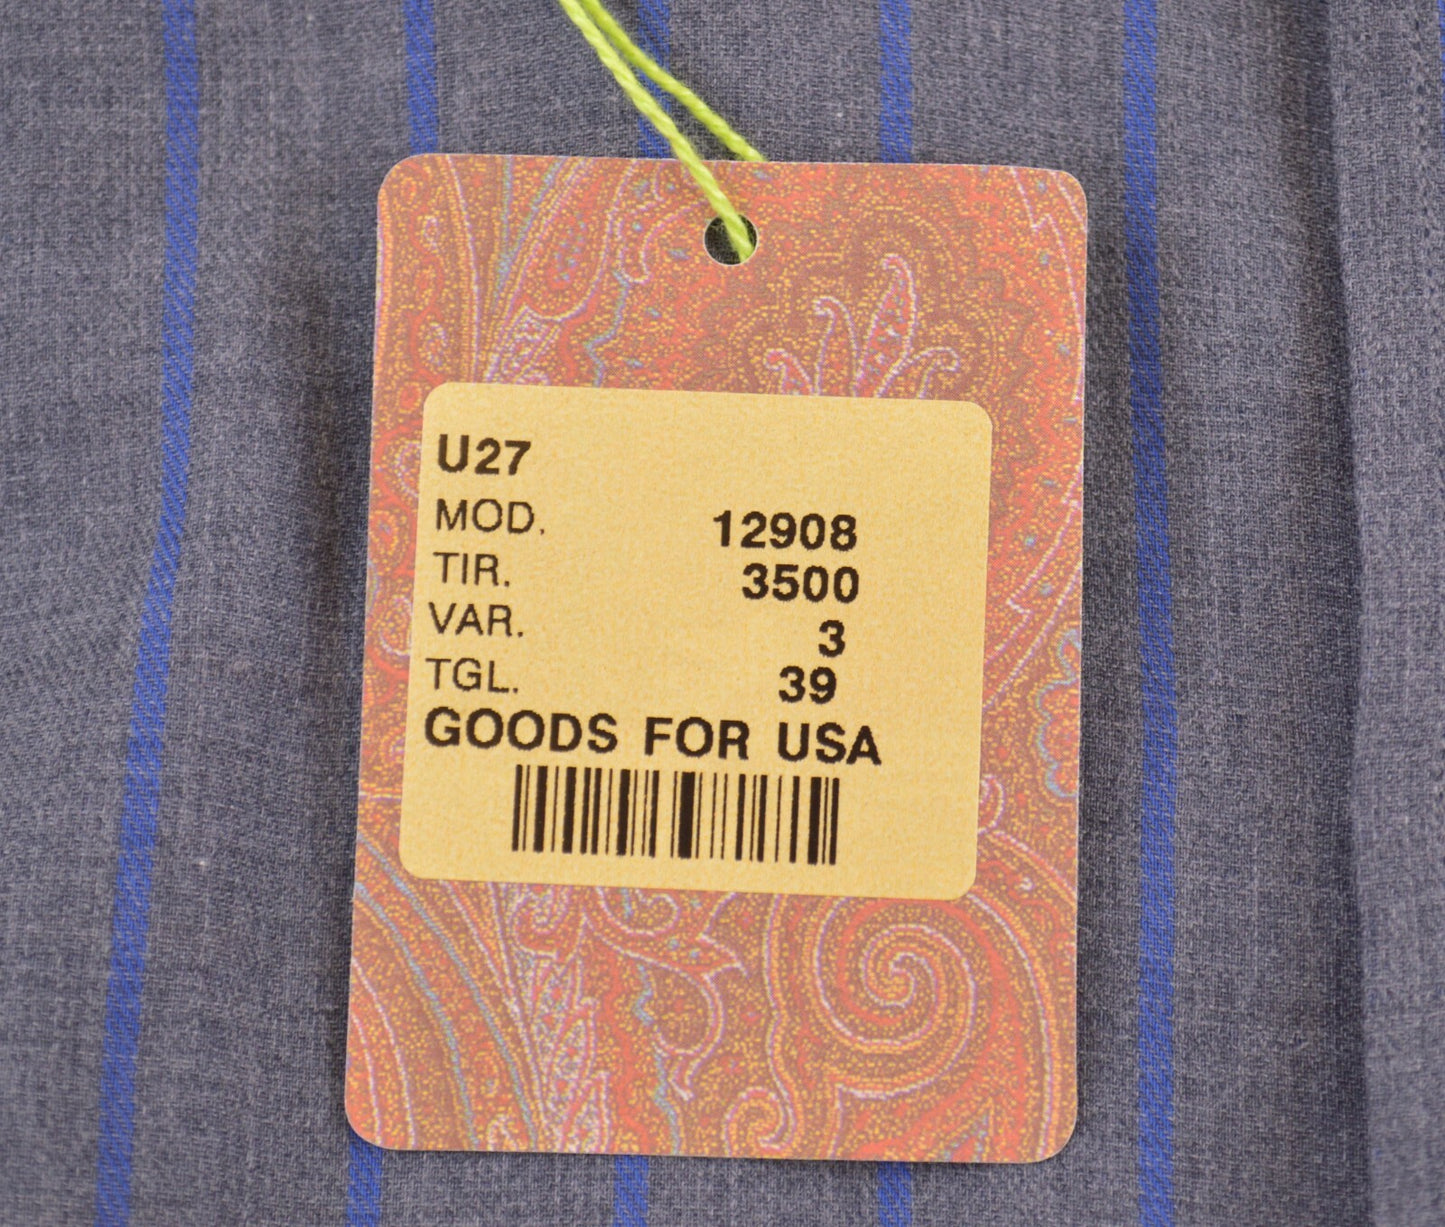 U27
MOD. 12908
TIR. 3500
VAR. 3
TGL. 39
GOODS FOR USA